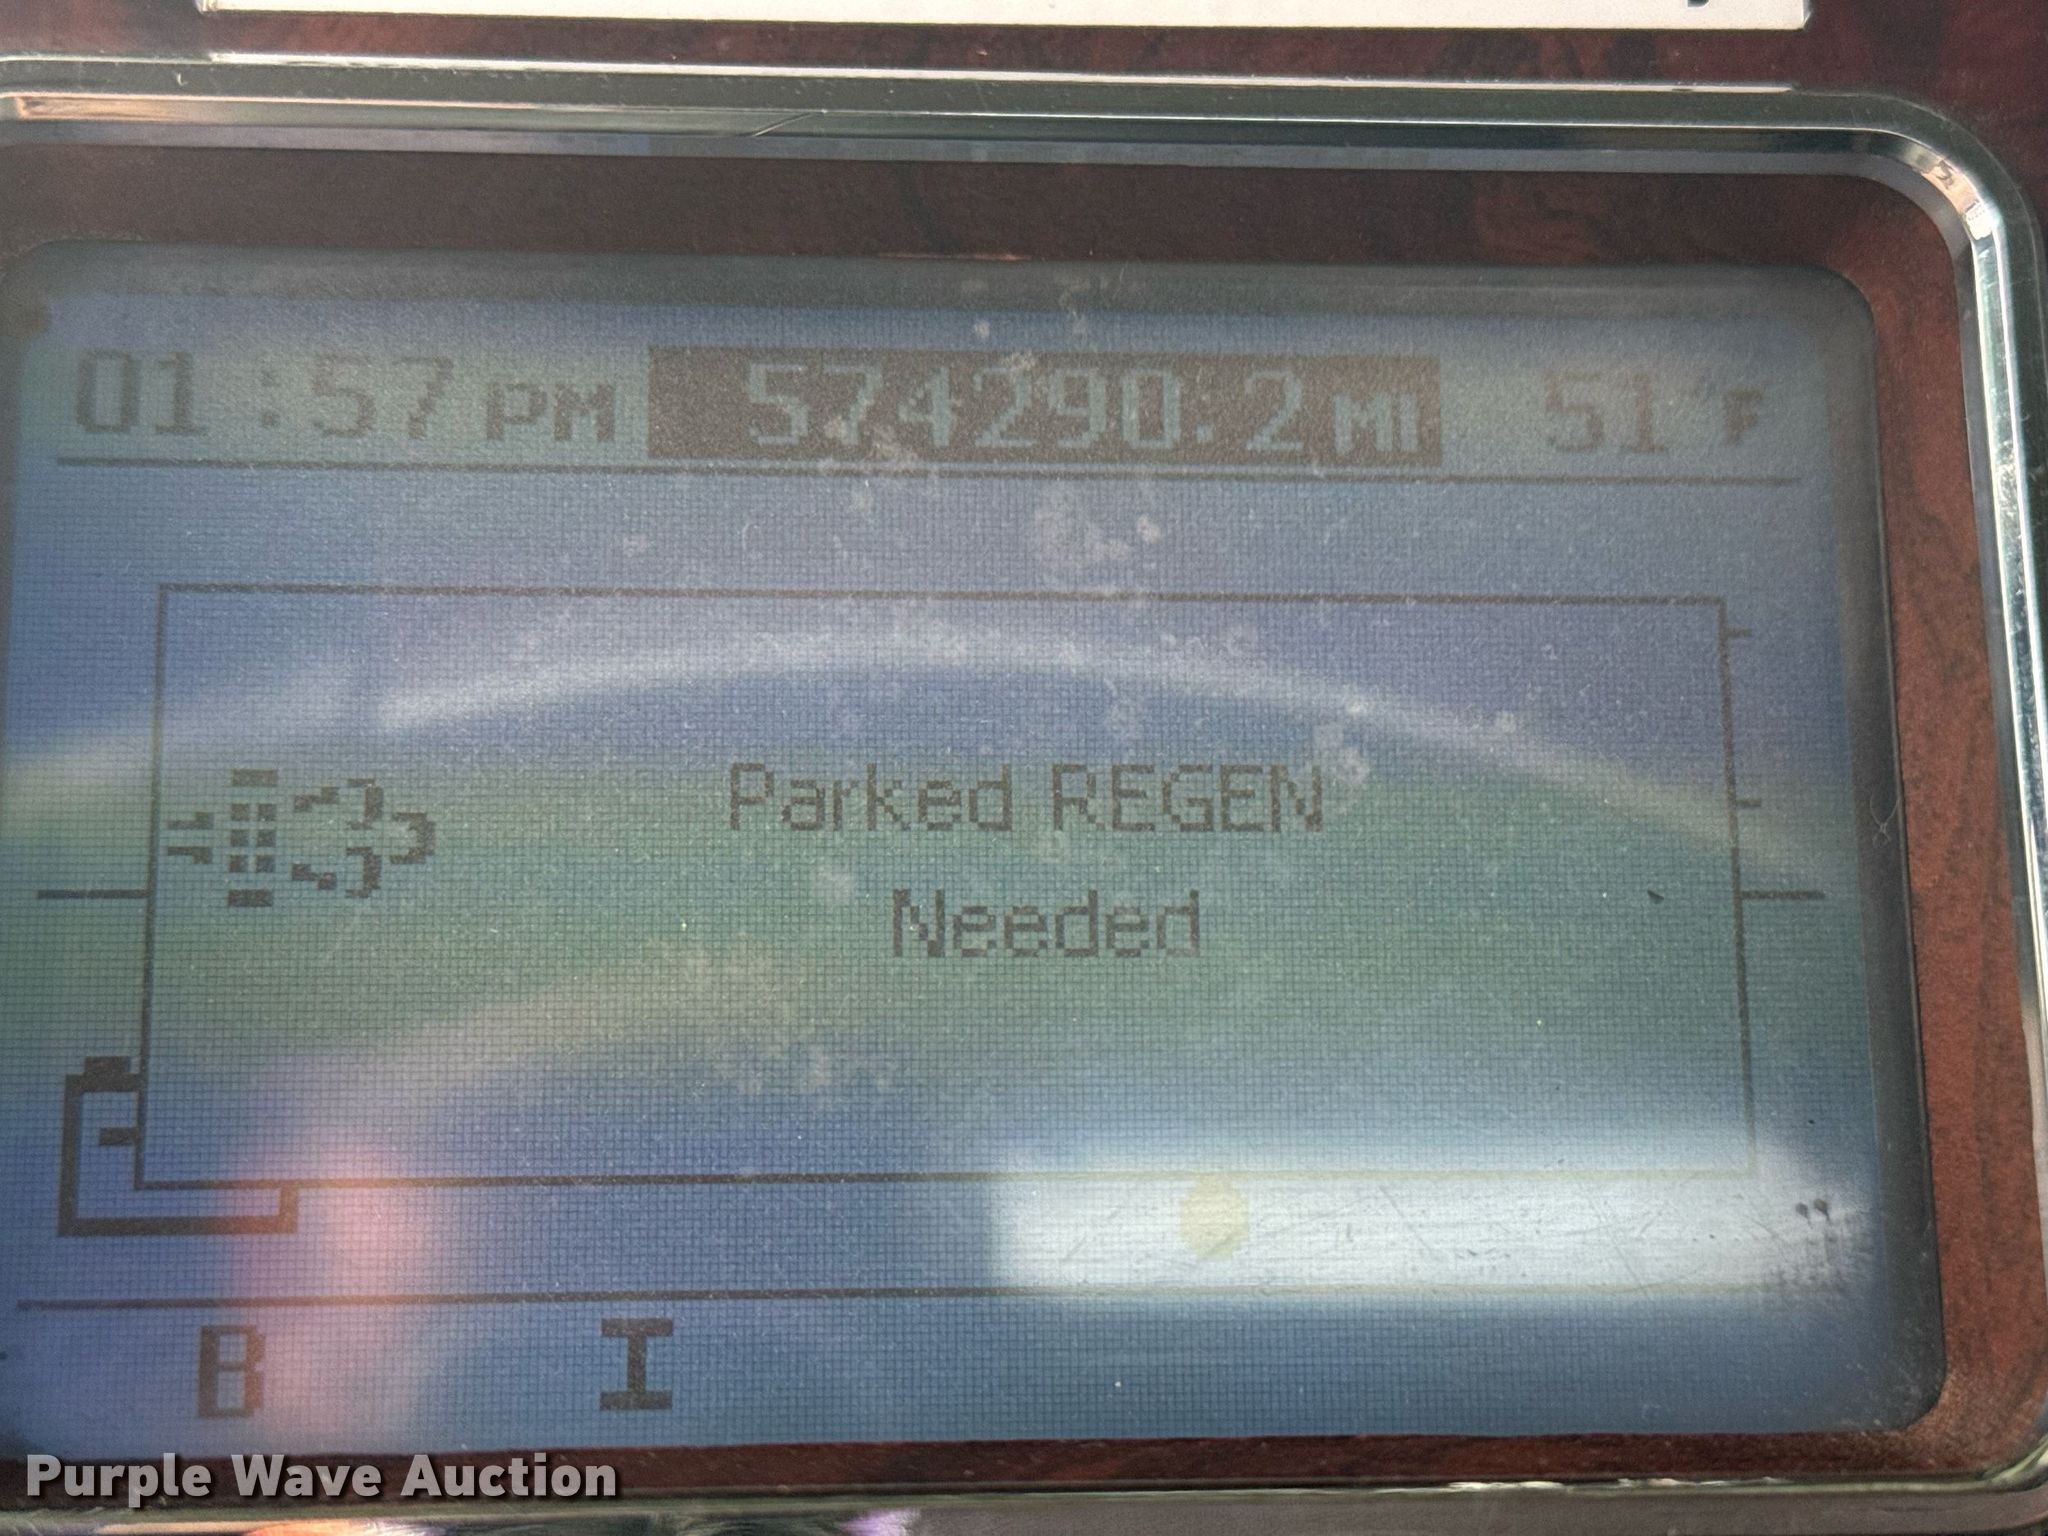 01:57 PM 574290.2 MI 51 F
Parked REGEN
Needed
B I
Purple Wave Auction